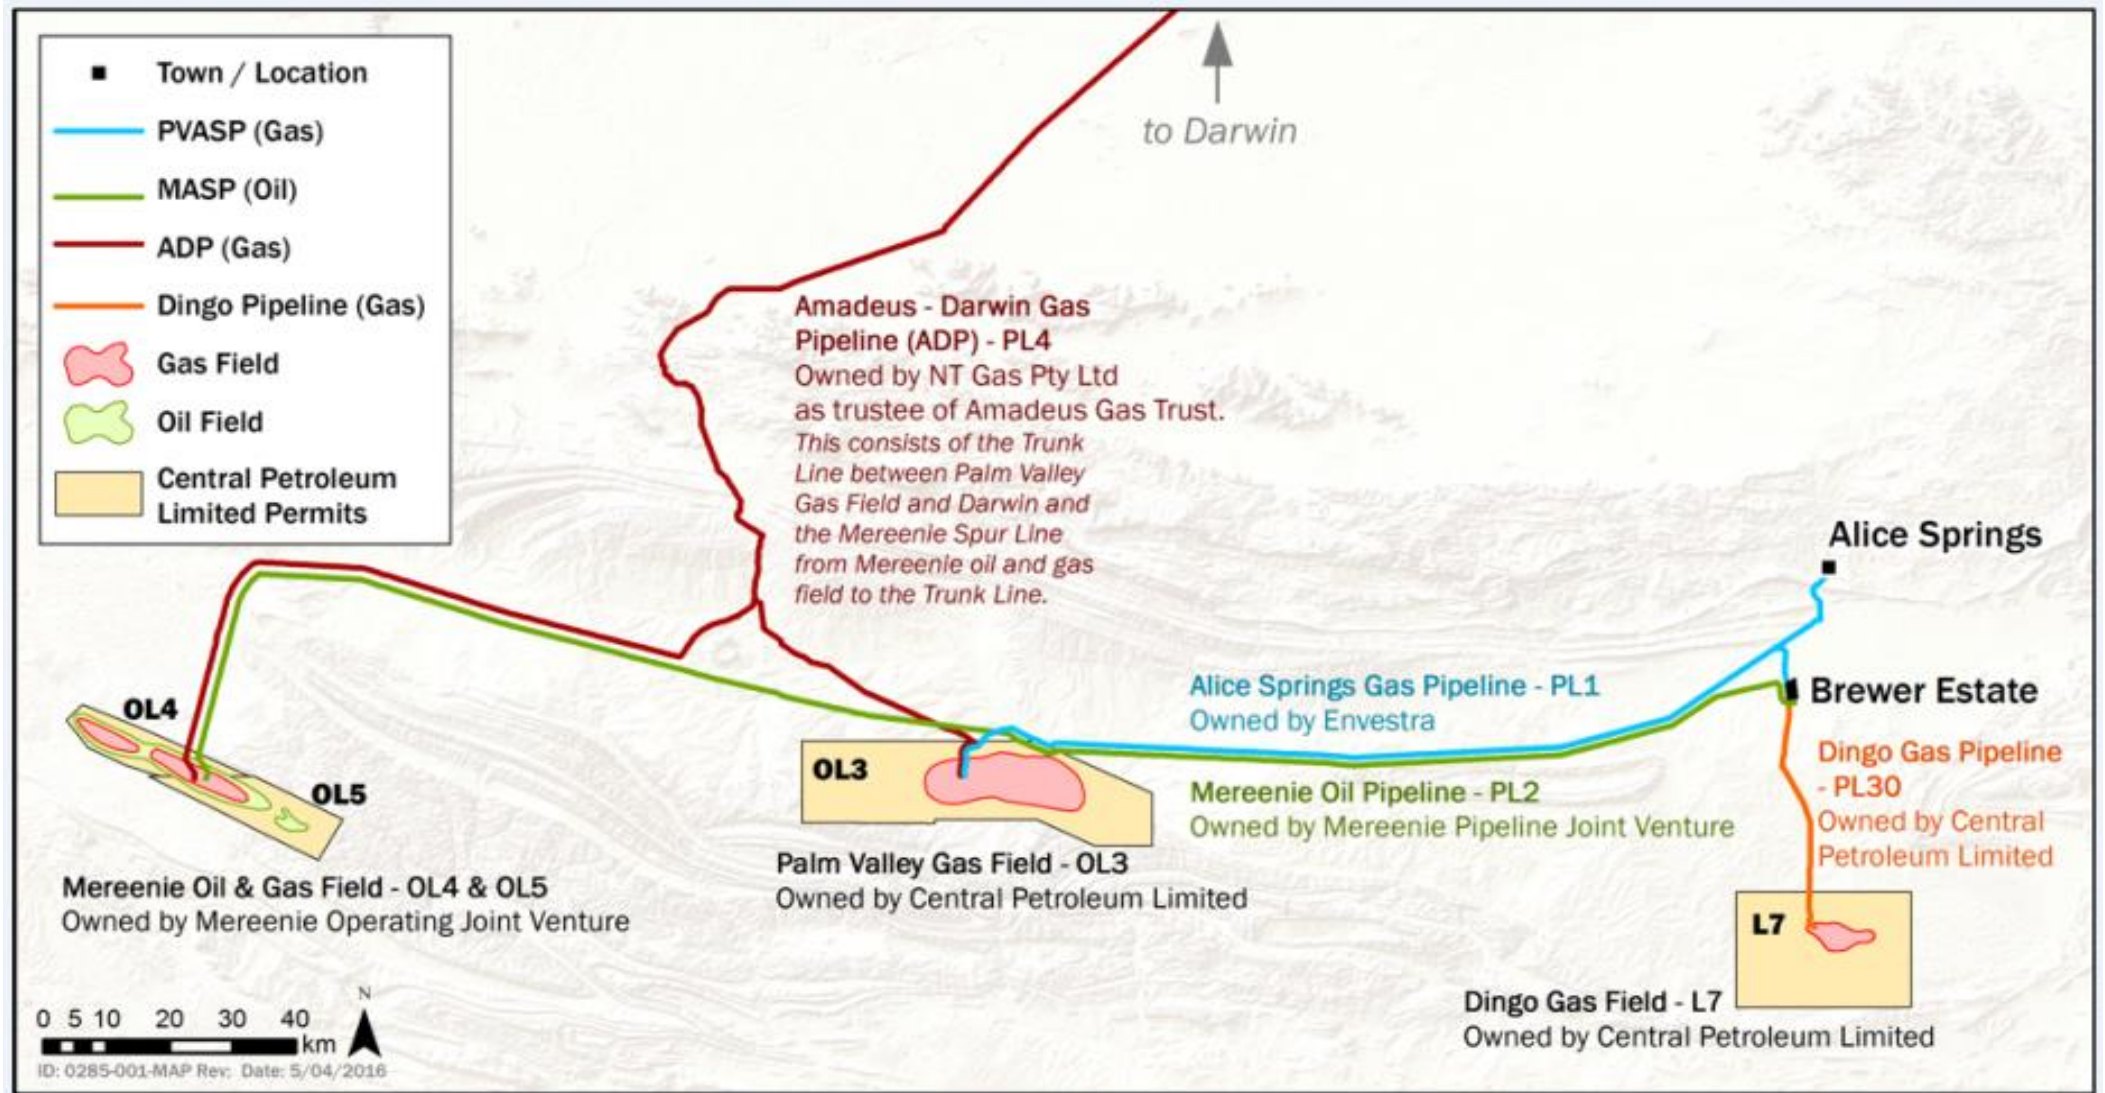 Town / Location
PVASP (Gas)
MASP (Oil)
ADP (Gas)
Dingo Pipeline (Gas)
Gas Field
Oil Field
Central Petroleum
Limited Permits
to Darwin
Amadeus - Darwin Gas
Pipeline (ADP) - PL4
Owned by NT Gas Pty Ltd
as trustee of Amadeus Gas Trust.
This consists of the Trunk
Line between Palm Valley
Gas Field and Darwin and
the Mereenie Spur Line
from Mereenie oil and gas
field to the Trunk Line.
Alice Springs
Alice Springs Gas Pipeline - PL1
Owned by Envestra
Brewer Estate
OL4
OL5
OL3
Mereenie Oil Pipeline - PL2
Owned by Mereenie Pipeline Joint Venture
Dingo Gas Pipeline
- PL30
Owned by Central
Petroleum Limited
Mereenie Oil & Gas Field - OL4 & OL5
Owned by Mereenie Operating Joint Venture
Palm Valley Gas Field - OL3
Owned by Central Petroleum Limited
L7
Dingo Gas Field - L7
Owned by Central Petroleum Limited
N
0 5 10 20 30 40
km
ID: 0285-001-MAP Rev: Date: 5/04/2016